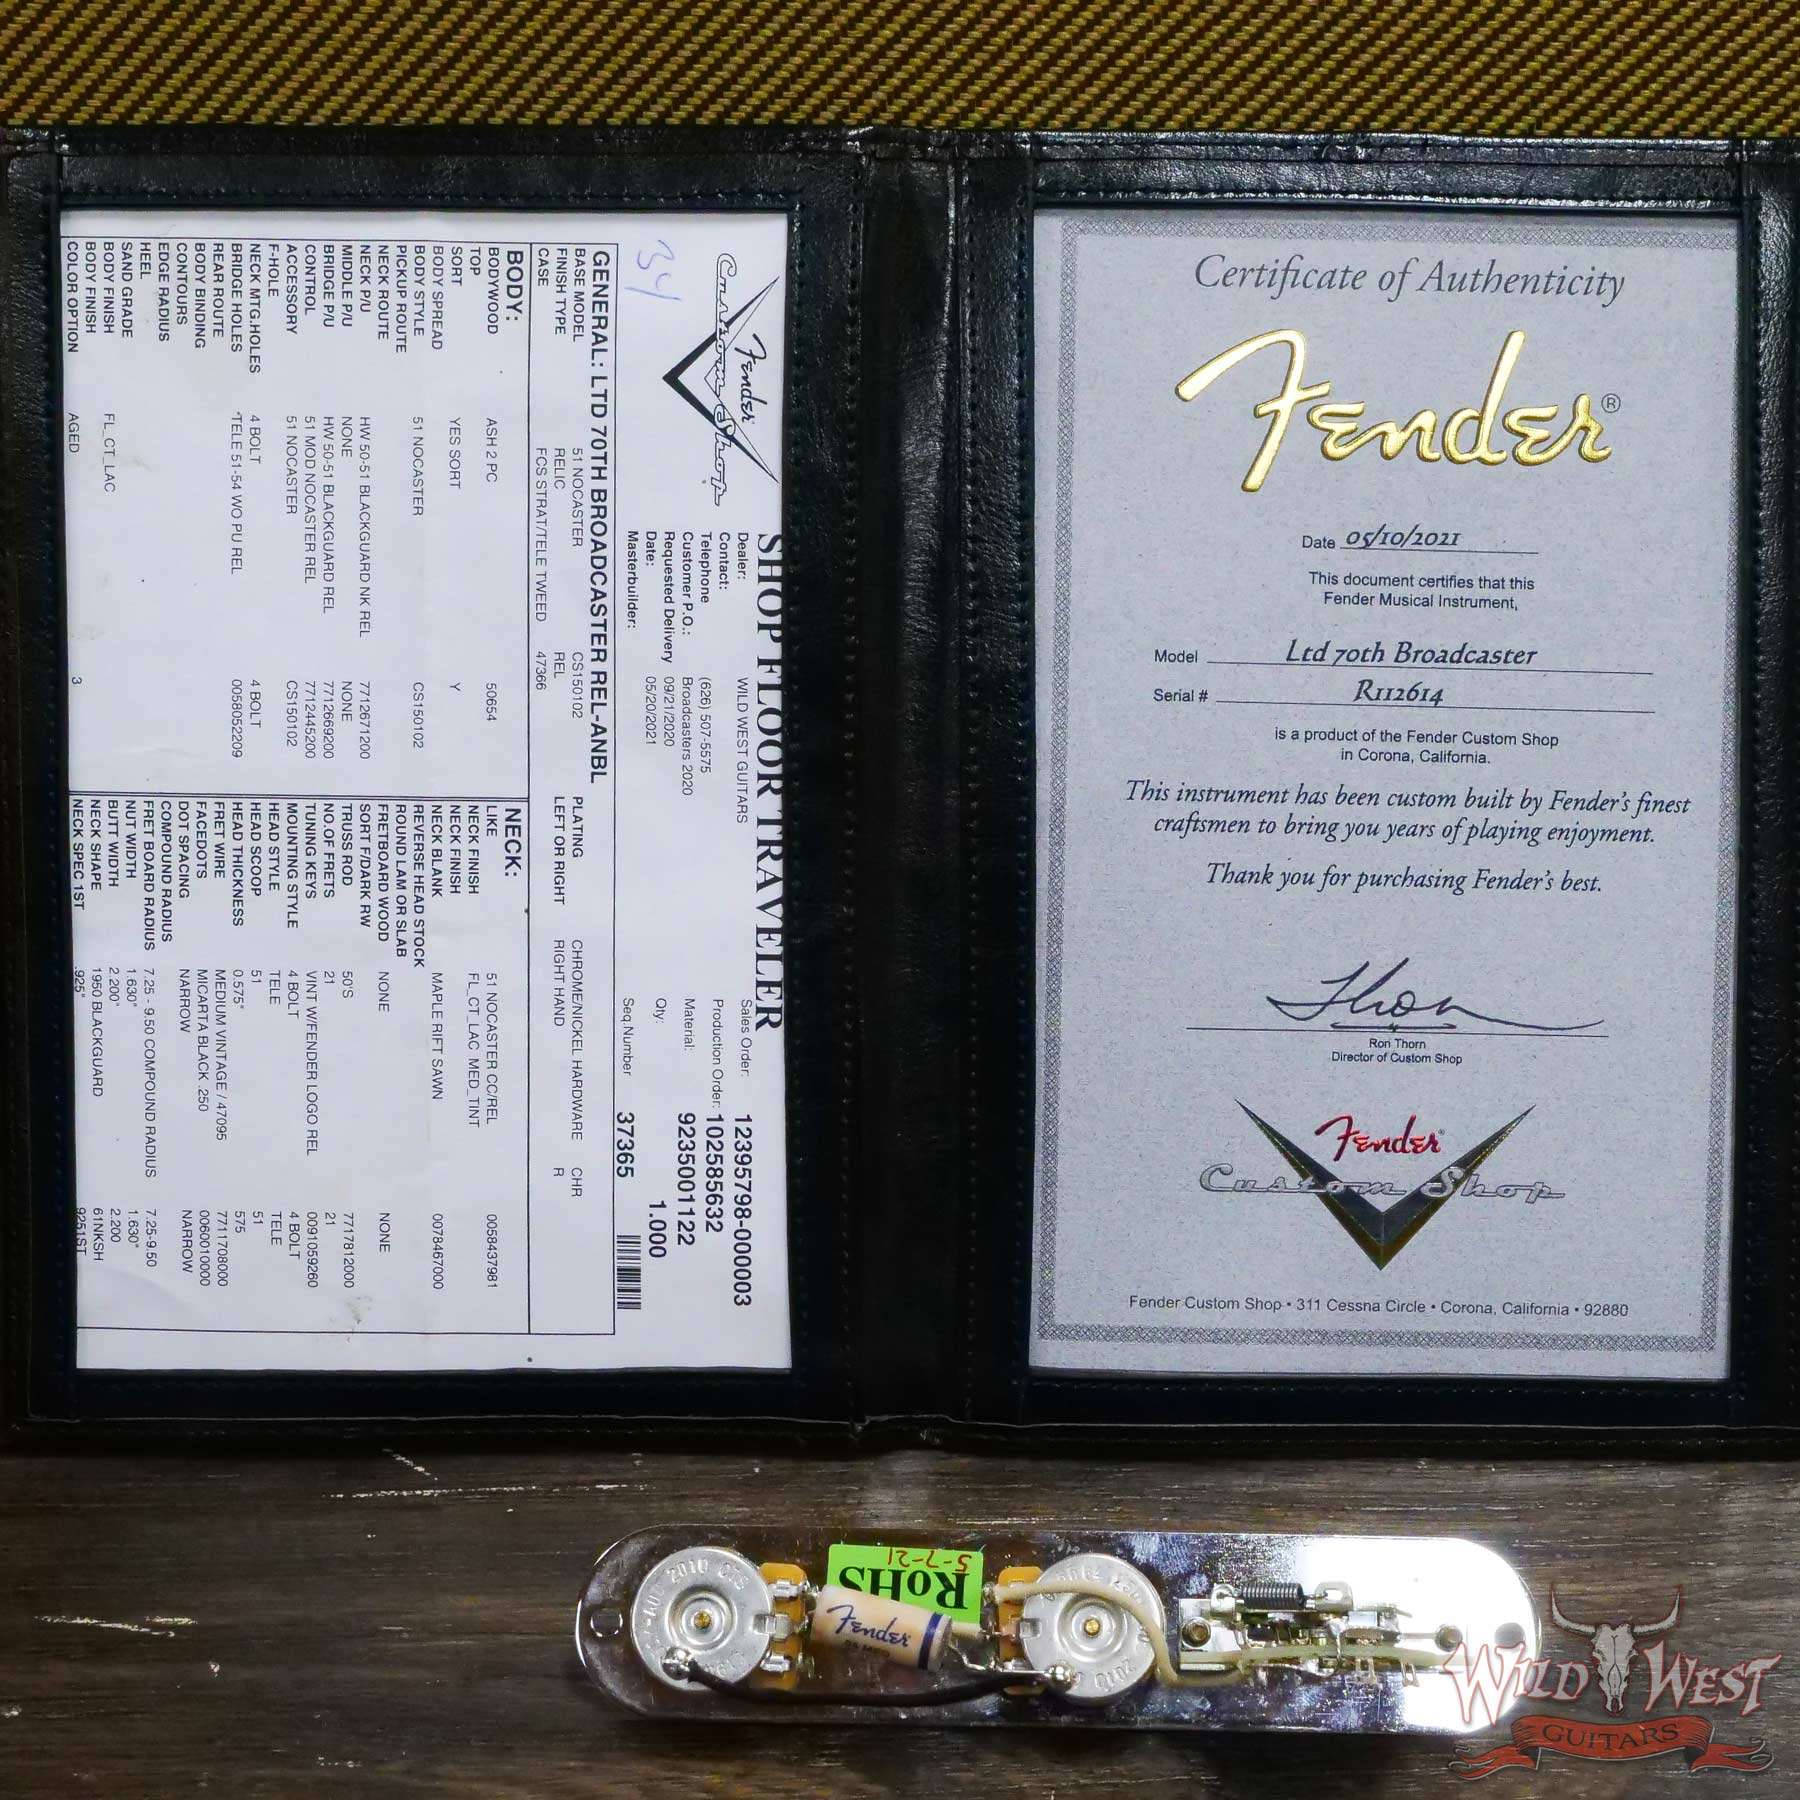 34
Fender
Custom Shop
SHOP FLOOR TRAVELER
Dealer: WILD WEST GUITARS
Contact:
Telephone (626) 507-5575
Customer P.O.: Broadcasters 2020
Requested Delivery 09/21/2020
Date: 05/20/2021
Masterbuilder:
Sales Order: 12395798-000003
Production Order: 102585632
Material: 9235001122
Qty: 1.000
Seq.Number 37365
GENERAL: LTD 70TH BROADCASTER REL-ANBL
BASE MODEL 51 NOCASTER CS150102
FINISH TYPE RELIC REL
CASE FCS STRAT/TELE TWEED 47366
PLATING CHROME/NICKEL HARDWARE CHR
LEFT OR RIGHT RIGHT HAND R
BODY:
BODYWOOD ASH 2 PC 50654
TOP
SORT YES SORT Y
BODY SPREAD
BODY STYLE 51 NOCASTER CS150102
PICKUP ROUTE
NECK ROUTE
NECK P/U HW 50-51 BLACKGUARD NK REL 7712671200
MIDDLE P/U NONE NONE
BRIDGE P/U HW 50-51 BLACKGUARD REL 7712669200
CONTROL 51 MOD NOCASTER REL 7712445200
ACCESSORY 51 NOCASTER CS150102
F-HOLE
NECK MTG.HOLES 4 BOLT 4 BOLT
BRIDGE HOLES *TELE 51-54 WO PU REL 0058052209
REAR ROUTE
BODY BINDING
CONTOURS
EDGE RADIUS
HEEL
SAND GRADE
BODY FINISH FL_CT_LAC
BODY FINISH
COLOR OPTION AGED 3
NECK:
LIKE 51 NOCASTER CC/REL 0058437981
NECK FINISH FL_CT_LAC MED_TINT
NECK FINISH
NECK BLANK MAPLE RIFT SAWN 0078467000
REVERSE HEAD STOCK
ROUND LAM OR SLAB
FRETBOARD WOOD NONE NONE
SORT F/DARK RW
TRUSS ROD 50'S 7717812000
NO.OF FRETS 21 21
TUNING KEYS VINT W/FENDER LOGO REL 0091059260
MOUNTING STYLE 4 BOLT 4 BOLT
HEAD STYLE TELE TELE
HEAD SCOOP 51 51
HEAD THICKNESS 0.575" 575
FRET WIRE MEDIUM VINTAGE / 47095 7711708000
FACEDOTS MICARTA BLACK .250 0060010000
DOT SPACING NARROW NARROW
COMPOUND RADIUS
FRET BOARD RADIUS 7.25 - 9.50 COMPOUND RADIUS 7.25-9.50
NUT WIDTH 1.630" 1.630"
BUTT WIDTH 2.200" 2.200
NECK SHAPE 1950 BLACKGUARD 61NKSH
NECK SPEC 1ST .925" 9251ST
Certificate of Authenticity
Fender®
Date 05/10/2021
This document certifies that this
Fender Musical Instrument,
Model Ltd 70th Broadcaster
Serial # R112614
is a product of the Fender Custom Shop
in Corona, California.
This instrument has been custom built by Fender's finest
craftsmen to bring you years of playing enjoyment.
Thank you for purchasing Fender's best.
Ron Thorn
Director of Custom Shop
Fender
Custom Shop
Fender Custom Shop • 311 Cessna Circle • Corona, California • 92880
RoHS
5-7-21
Fender
WILD WEST
GUITARS